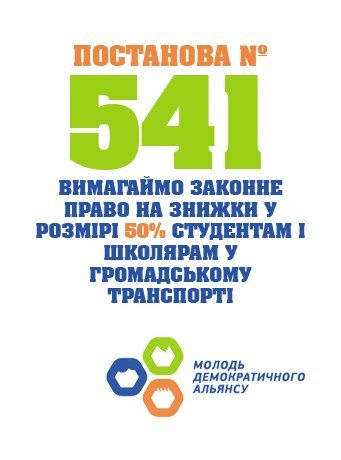 ПОСТАНОВА №
541
ВИМАГАЙМО ЗАКОННЕ
ПРАВО НА ЗНИЖКИ У
РОЗМІРІ 50% СТУДЕНТАМ І
ШКОЛЯРАМ У
ГРОМАДСЬКОМУ
ТРАНСПОРТІ
МОЛОДЬ
ДЕМОКРАТИЧНОГО
АЛЬЯНСУ